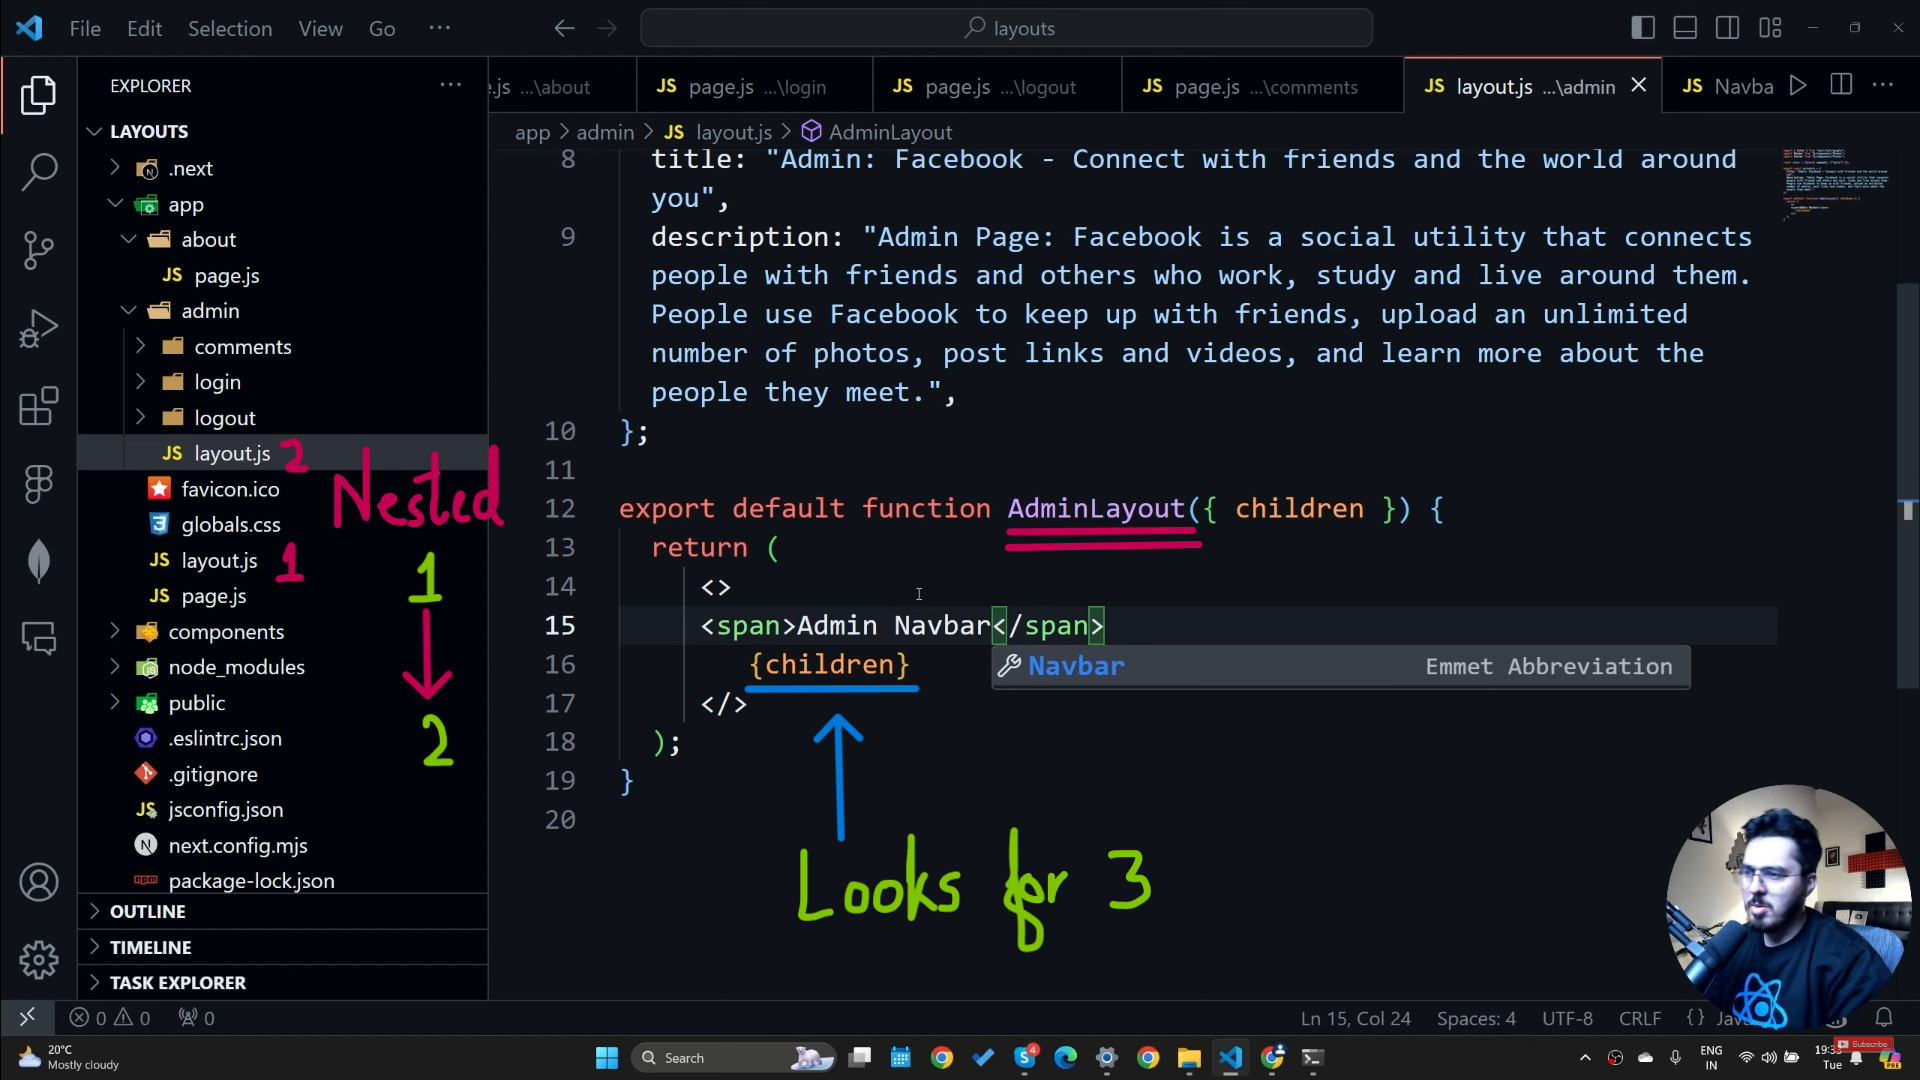 File Edit Selection View Go ···
layouts
EXPLORER ···
.js ...\about
JS page.js ...\login
JS page.js ...\logout
JS page.js ...\comments
JS layout.js ...\admin
JS Navba
app > admin > JS layout.js > AdminLayout
LAYOUTS
.next
app
about
JS page.js
admin
comments
login
logout
JS layout.js 2
favicon.ico
globals.css
JS layout.js 1
JS page.js
components
node_modules
public
.eslintrc.json
.gitignore
JS jsconfig.json
next.config.mjs
npm package-lock.json
OUTLINE
TIMELINE
TASK EXPLORER
Nested
1
2
8 title: "Admin: Facebook - Connect with friends and the world around
you",
9 description: "Admin Page: Facebook is a social utility that connects
people with friends and others who work, study and live around them.
People use Facebook to keep up with friends, upload an unlimited
number of photos, post links and videos, and learn more about the
people they meet.",
10 };
11
12 export default function AdminLayout({ children }) {
13 return (
14 <>
15 <span>Admin Navbar</span>
16 {children}
Navbar Emmet Abbreviation
17 </>
18 );
19 }
20
Looks for 3
0 0 0
Ln 15, Col 24 Spaces: 4 UTF-8 CRLF {}
20°C
Mostly cloudy
Search
4
ENG
IN
Tue
Subscribe
PRE